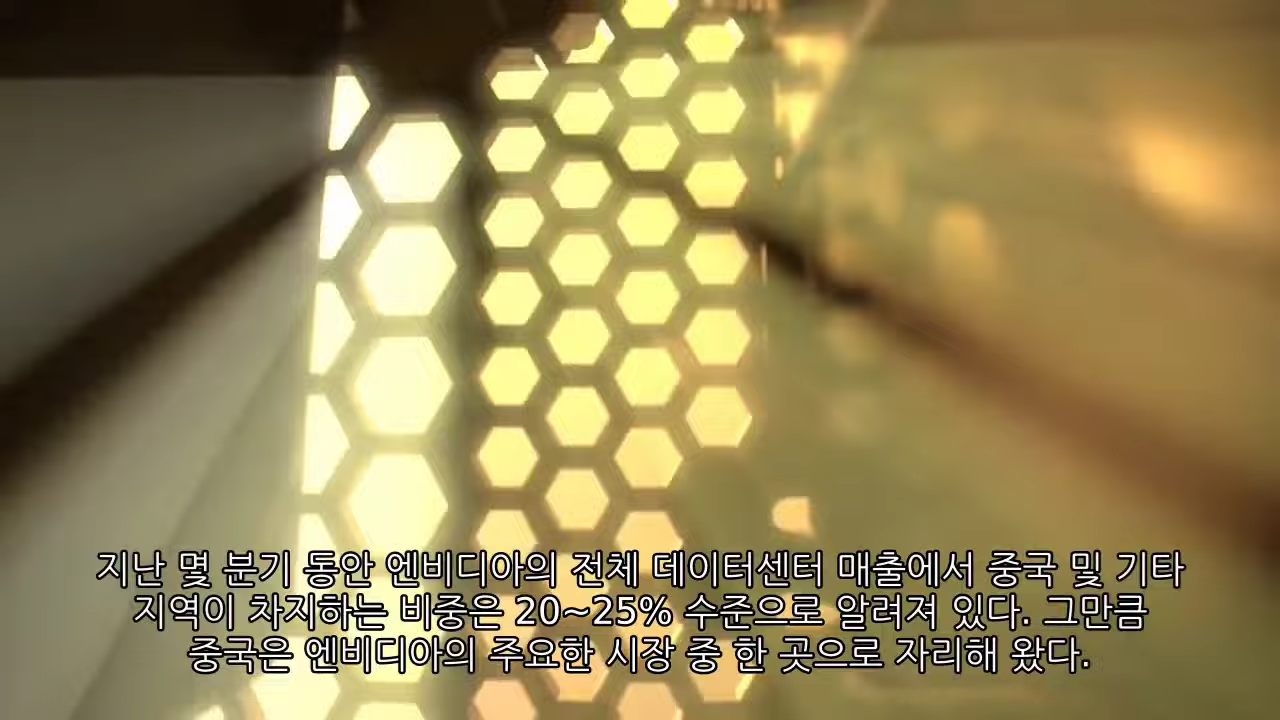 지난 몇 분기 동안 엔비디아의 전체 데이터센터 매출에서 중국 및 기타
지역이 차지하는 비중은 20~25% 수준으로 알려져 있다. 그만큼
중국은 엔비디아의 주요한 시장 중 한 곳으로 자리해 왔다.